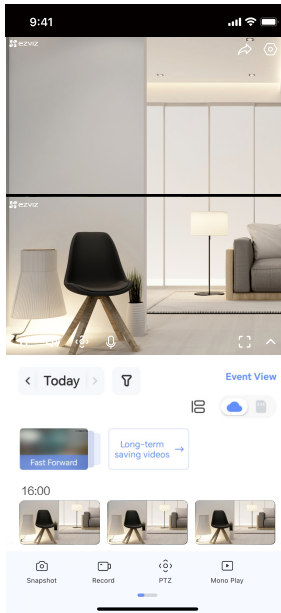 9:41
ezviz
ezviz
Today
Event View
Fast Forward
Long-term
saving videos
16:00
Snapshot
Record
PTZ
Mono Play